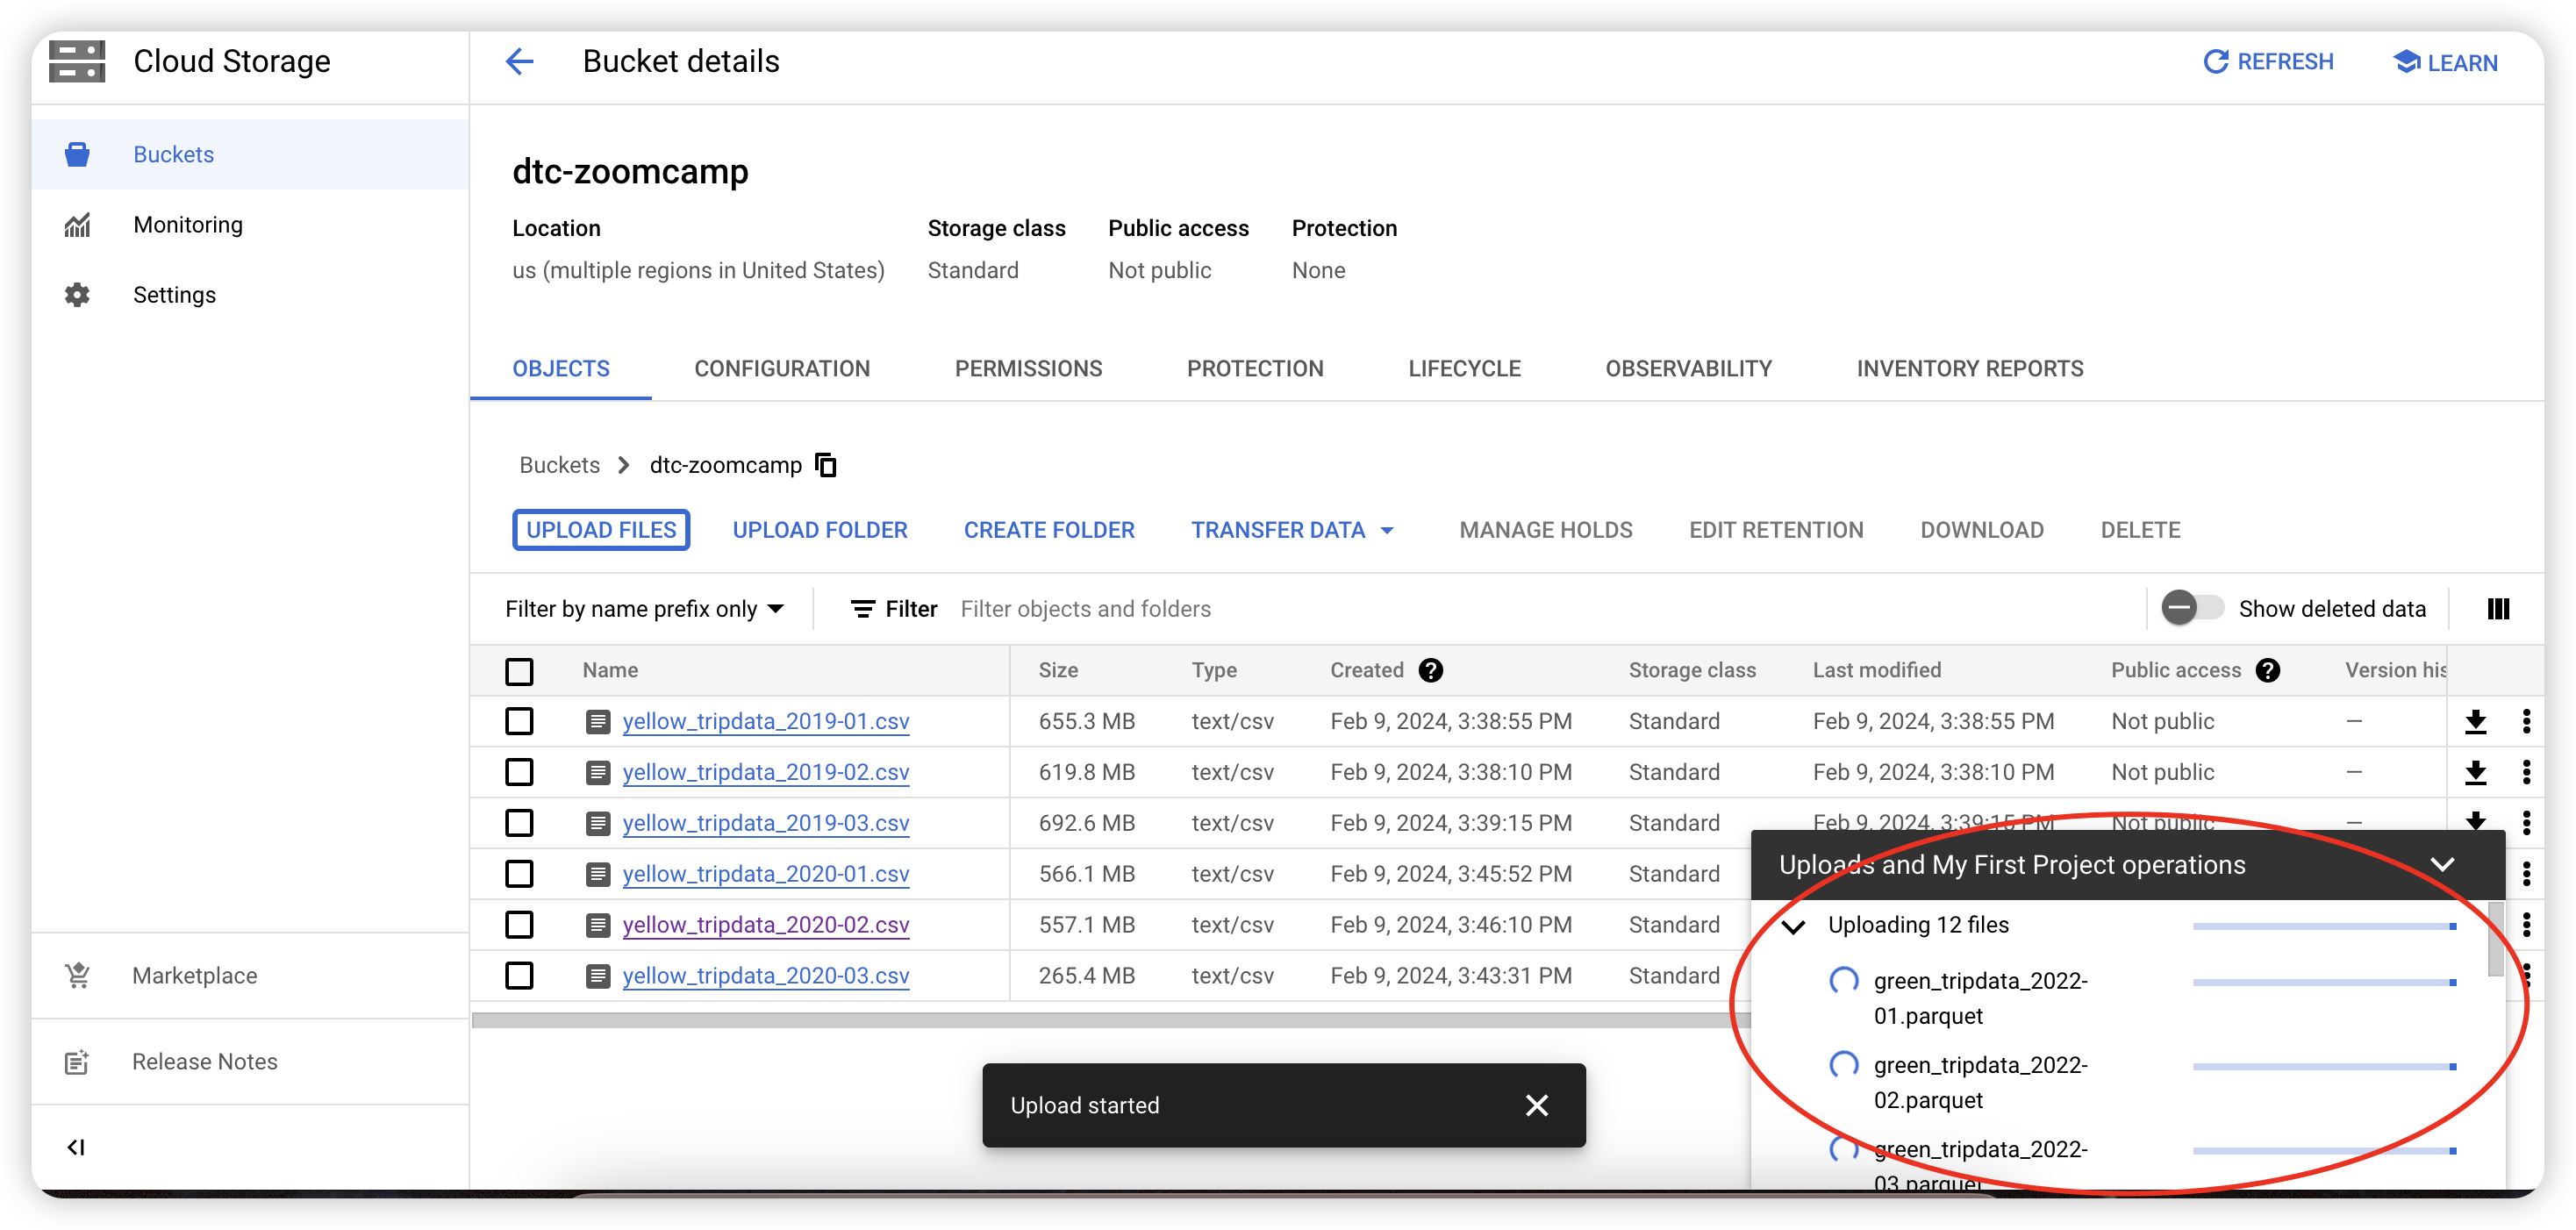 Cloud Storage
Bucket details
REFRESH
LEARN
Buckets
Monitoring
Settings
Marketplace
Release Notes
dtc-zoomcamp
Location Storage class Public access Protection
us (multiple regions in United States) Standard Not public None
OBJECTS CONFIGURATION PERMISSIONS PROTECTION LIFECYCLE OBSERVABILITY INVENTORY REPORTS
Buckets > dtc-zoomcamp
UPLOAD FILES UPLOAD FOLDER CREATE FOLDER TRANSFER DATA MANAGE HOLDS EDIT RETENTION DOWNLOAD DELETE
Filter by name prefix only Filter Filter objects and folders Show deleted data
Name Size Type Created Storage class Last modified Public access Version his
yellow_tripdata_2019-01.csv 655.3 MB text/csv Feb 9, 2024, 3:38:55 PM Standard Feb 9, 2024, 3:38:55 PM Not public —
yellow_tripdata_2019-02.csv 619.8 MB text/csv Feb 9, 2024, 3:38:10 PM Standard Feb 9, 2024, 3:38:10 PM Not public —
yellow_tripdata_2019-03.csv 692.6 MB text/csv Feb 9, 2024, 3:39:15 PM Standard Feb 9, 2024, 3:39:15 PM Not public —
yellow_tripdata_2020-01.csv 566.1 MB text/csv Feb 9, 2024, 3:45:52 PM Standard
yellow_tripdata_2020-02.csv 557.1 MB text/csv Feb 9, 2024, 3:46:10 PM Standard
yellow_tripdata_2020-03.csv 265.4 MB text/csv Feb 9, 2024, 3:43:31 PM Standard
Uploads and My First Project operations
Uploading 12 files
green_tripdata_2022-
01.parquet
green_tripdata_2022-
02.parquet
green_tripdata_2022-
03.parquet
Upload started